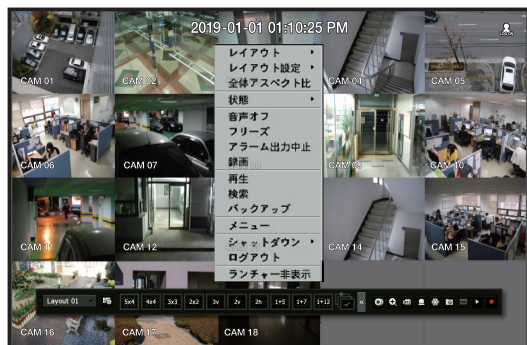 2019-01-01 01:10:25 PM
LOGON
CAM 01
CAM 02
CAM 04
CAM 05
レイアウト
レイアウト設定
全体アスペクト比
状態
音声オフ
フリーズ
アラーム出力中止
録画
再生
検索
バックアップ
メニュー
シャットダウン
ログアウト
ランチャー非表示
CAM 06
CAM 07
CAM 09
CAM 10
CAM 11
CAM 12
CAM 14
CAM 15
Layout 01
5x4
4x4
3x3
2x2
3v
2v
2h
1+5
1+7
1+12
CAM 16
CAM 17
CAM 18